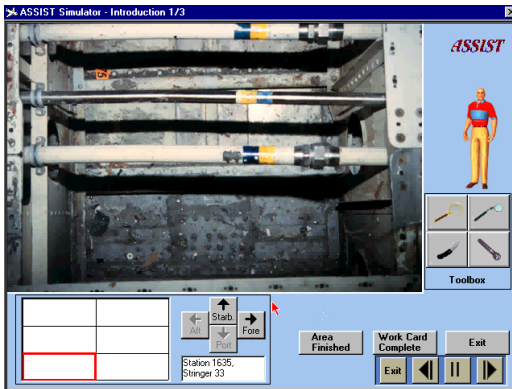 ASSIST Simulator - Introduction 1/3
ASSIST
Toolbox
Starb.
Aft
Fore
Port
Station 1635,
Stringer 33
Area
Finished
Work Card
Complete
Exit
Exit